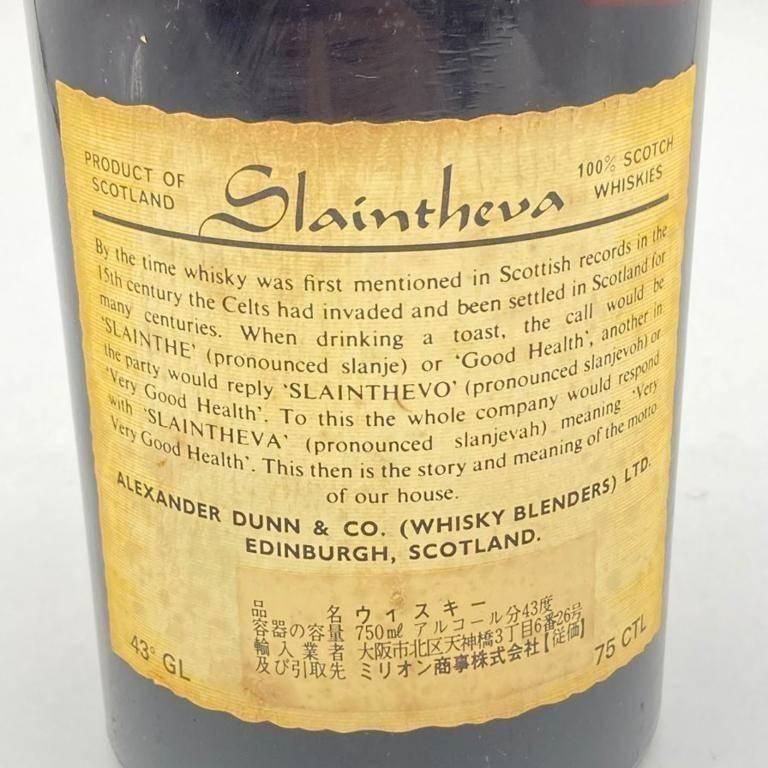 PRODUCT OF
SCOTLAND
Slaintheva
100% SCOTCH
WHISKIES
By the time whisky was first mentioned in Scottish records in the
15th century the Celts had invaded and been settled in Scotland for
many centuries. When drinking a toast, the call would be
'SLAINTHE' (pronounced slanje) or 'Good Health', another in
the party would reply 'SLAINTHEVO' (pronounced slanjevoh) or
'Very Good Health'. To this the whole company would respond
with 'SLAINTHEVA' (pronounced slanjevah) meaning 'Very
Very Good Health'. This then is the story and meaning of the motto
of our house.
ALEXANDER DUNN & CO. (WHISKY BLENDERS) LTD.
EDINBURGH, SCOTLAND.
品名 ウィスキー
容器の容量 750ml アルコール分43度
輸入業者 大阪市北区天神橋3丁目6番26号
及び引取先 ミリオン商事株式会社【従価】
43° GL
75 CTL